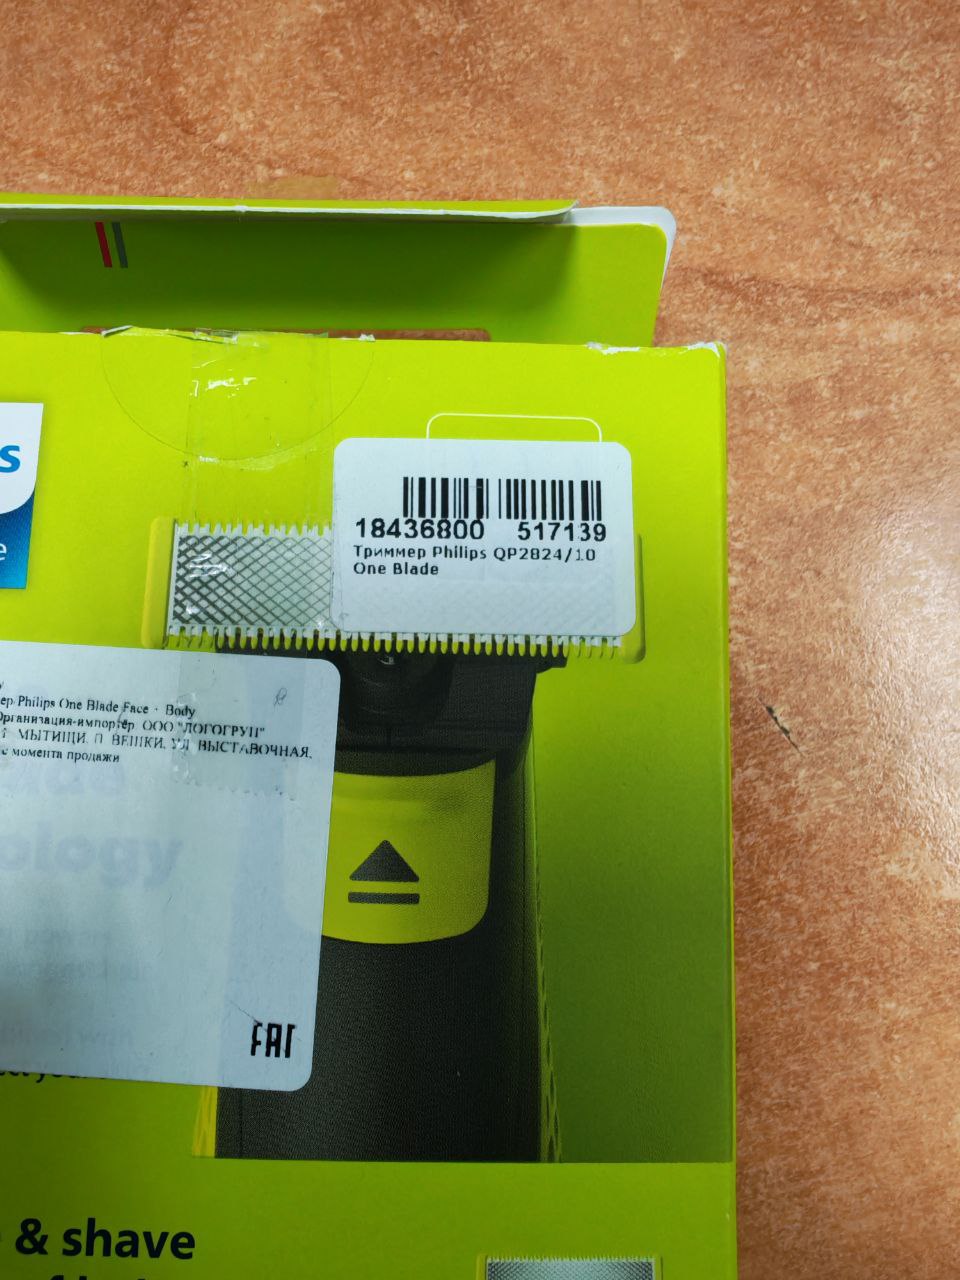 s
e
18436800 517139
Триммер Philips QP2824/10
One Blade
Philips One Blade Face + Body
Организация-импортер ООО "ЛОГОГРУП"
МЫТИЩИ, П. ВЕШКИ, УЛ. ВЫСТАВОЧНАЯ,
с момента продажи
ology
EAC
& shave